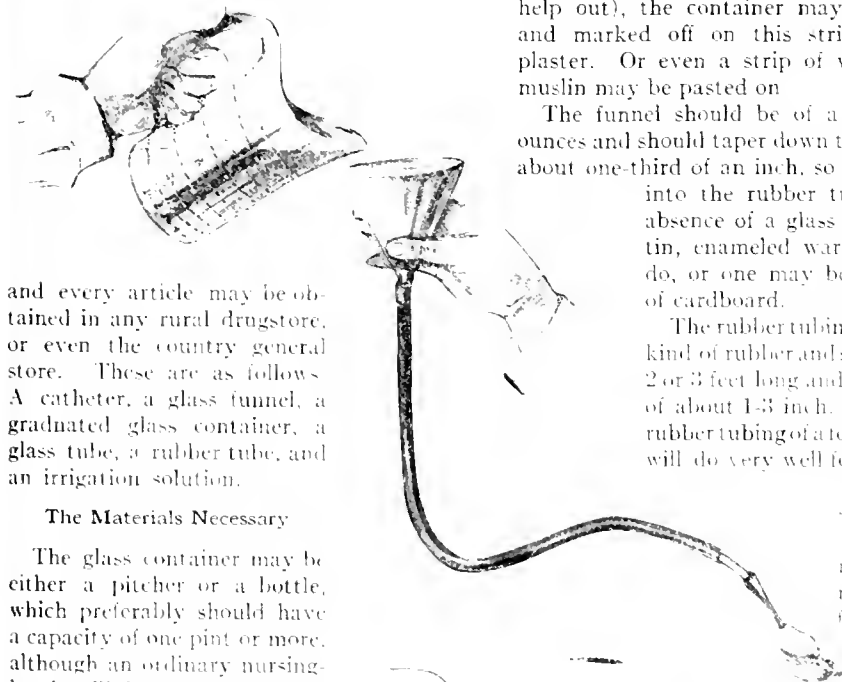 and every article may be ob-
tained in any rural drugstore,
or even the country general
store. These are as follows
A catheter, a glass funnel, a
graduated glass container, a
glass tube, a rubber tube, and
an irrigation solution.
The Materials Necessary
The glass container may be
either a pitcher or a bottle,
which preferably should have
a capacity of one pint or more,
although an ordinary nursing-
help out), the container may
and marked off on this stri
plaster. Or even a strip of
muslin may be pasted on
The funnel should be of a
ounces and should taper down t
about one-third of an inch, so
into the rubber tu
absence of a glass
tin, enameled war
do, or one may be
of cardboard.
The rubber tubin
kind of rubber and
2 or 3 feet long and
of about 1-3 inch.
rubber tubing of a
will do very well f